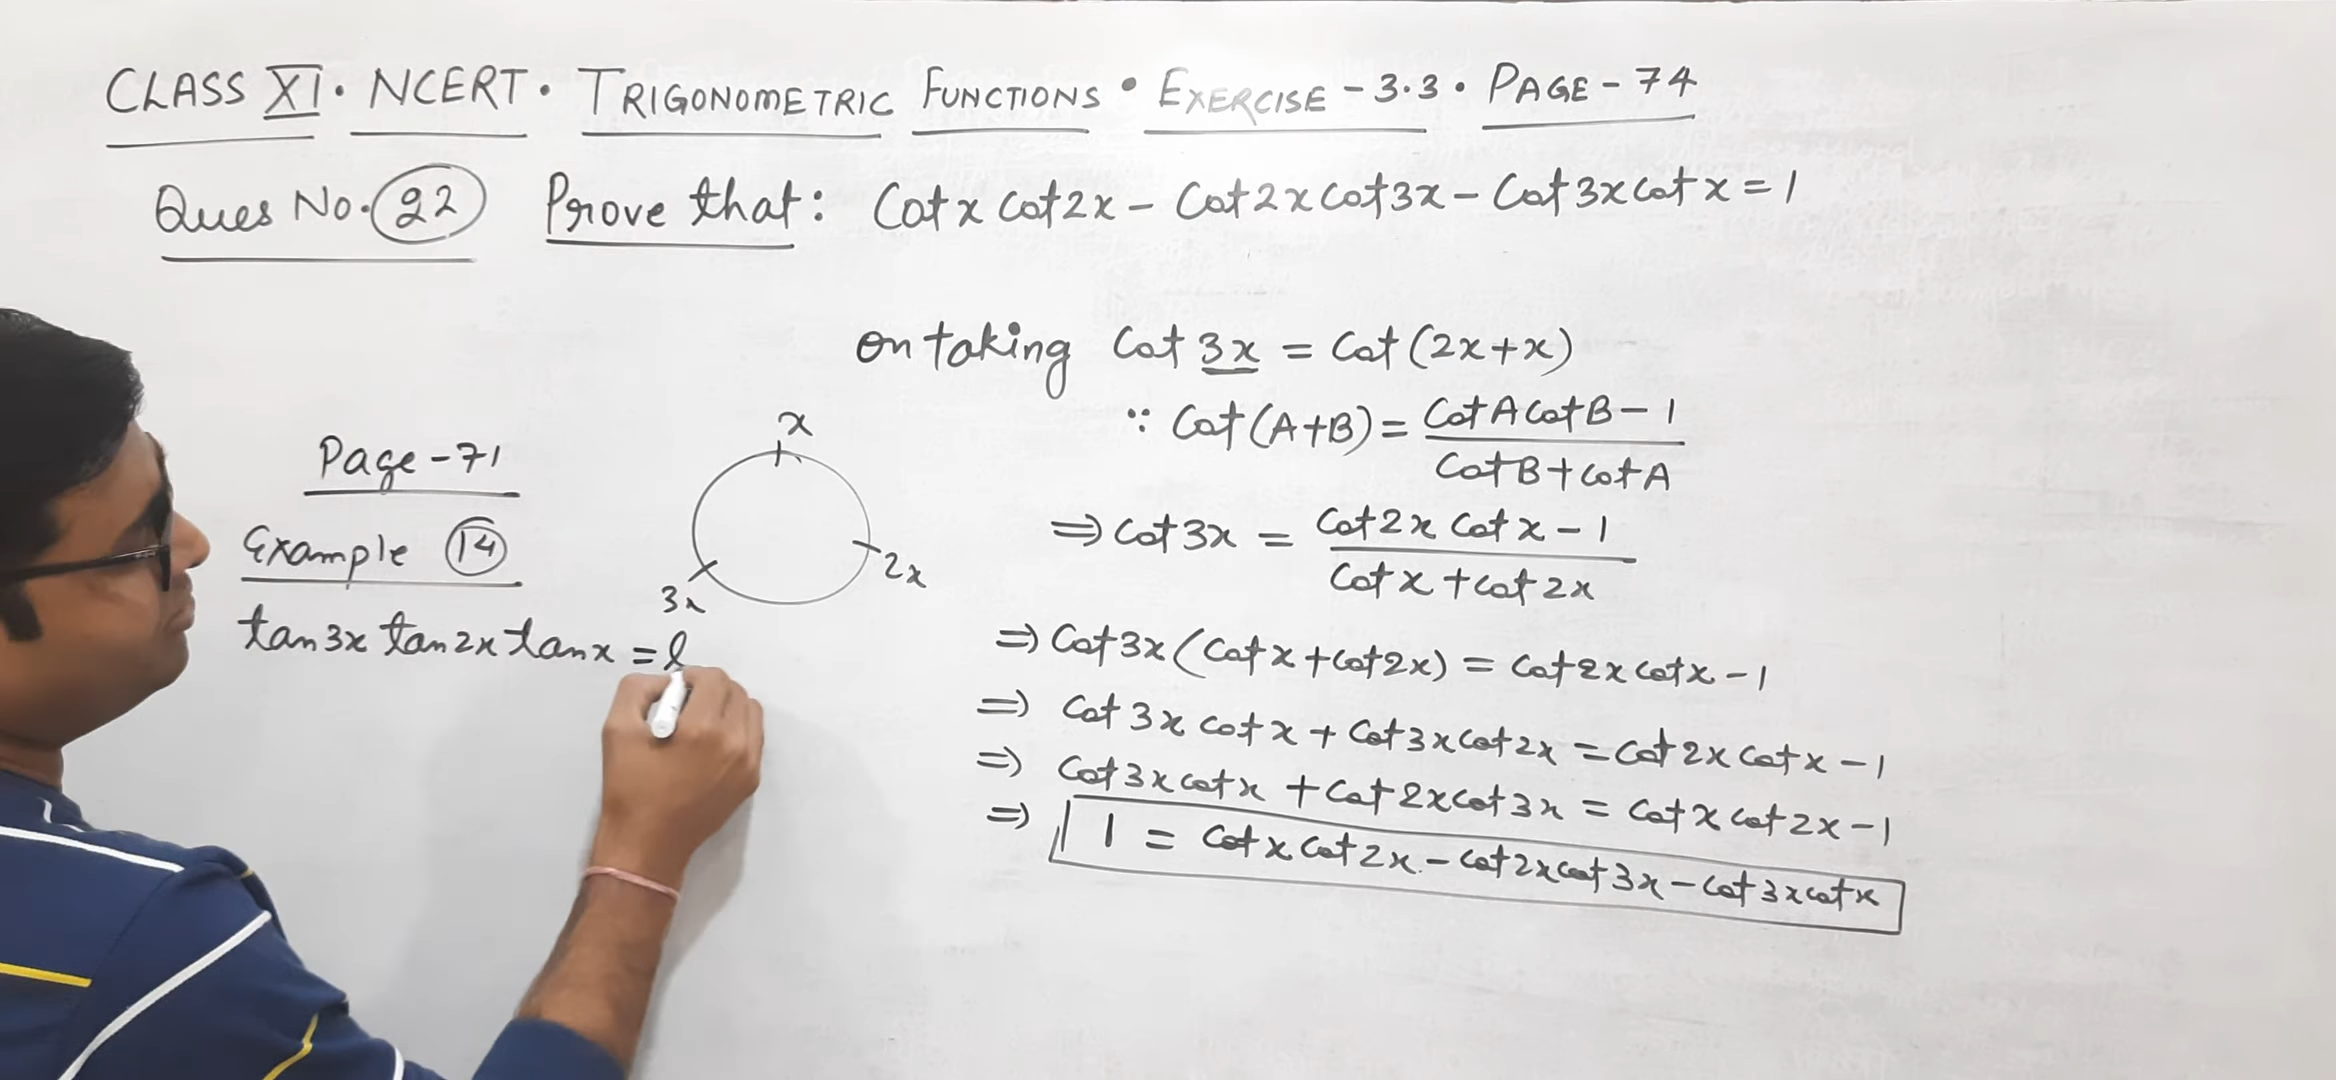 CLASS XI • NCERT • TRIGONOMETRIC FUNCTIONS • EXERCISE - 3.3 • PAGE - 74
Ques No. 22 Prove that : Cot x cot 2x - Cot 2x cot 3x - Cot 3x cot x = 1
on taking Cot 3x = Cot (2x+x)
∵ Cot (A+B) = Cot A Cot B - 1 / Cot B + Cot A
⇒ Cot 3x = Cot 2x Cot x - 1 / Cot x + Cot 2x
⇒ Cot 3x (Cot x + Cot 2x) = Cot 2x cot x - 1
⇒ Cot 3x cot x + Cot 3x cot 2x = Cot 2x Cot x - 1
⇒ Cot 3x cot x + Cot 2x cot 3x = Cot x cot 2x - 1
⇒ 1 = Cot x Cot 2x - Cot 2x cot 3x - Cot 3x cot x
Page - 71
Example 14
tan 3x tan 2x tan x =
x
2x
3x